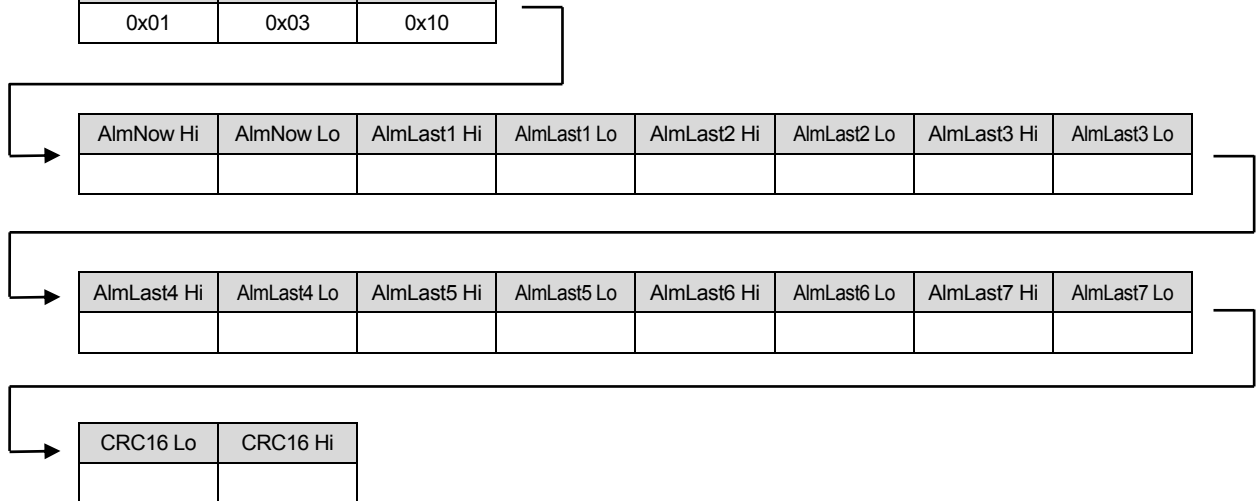 0x01 0x03 0x10
AlmNow Hi AlmNow Lo AlmLast1 Hi AlmLast1 Lo AlmLast2 Hi AlmLast2 Lo AlmLast3 Hi AlmLast3 Lo
AlmLast4 Hi AlmLast4 Lo AlmLast5 Hi AlmLast5 Lo AlmLast6 Hi AlmLast6 Lo AlmLast7 Hi AlmLast7 Lo
CRC16 Lo CRC16 Hi